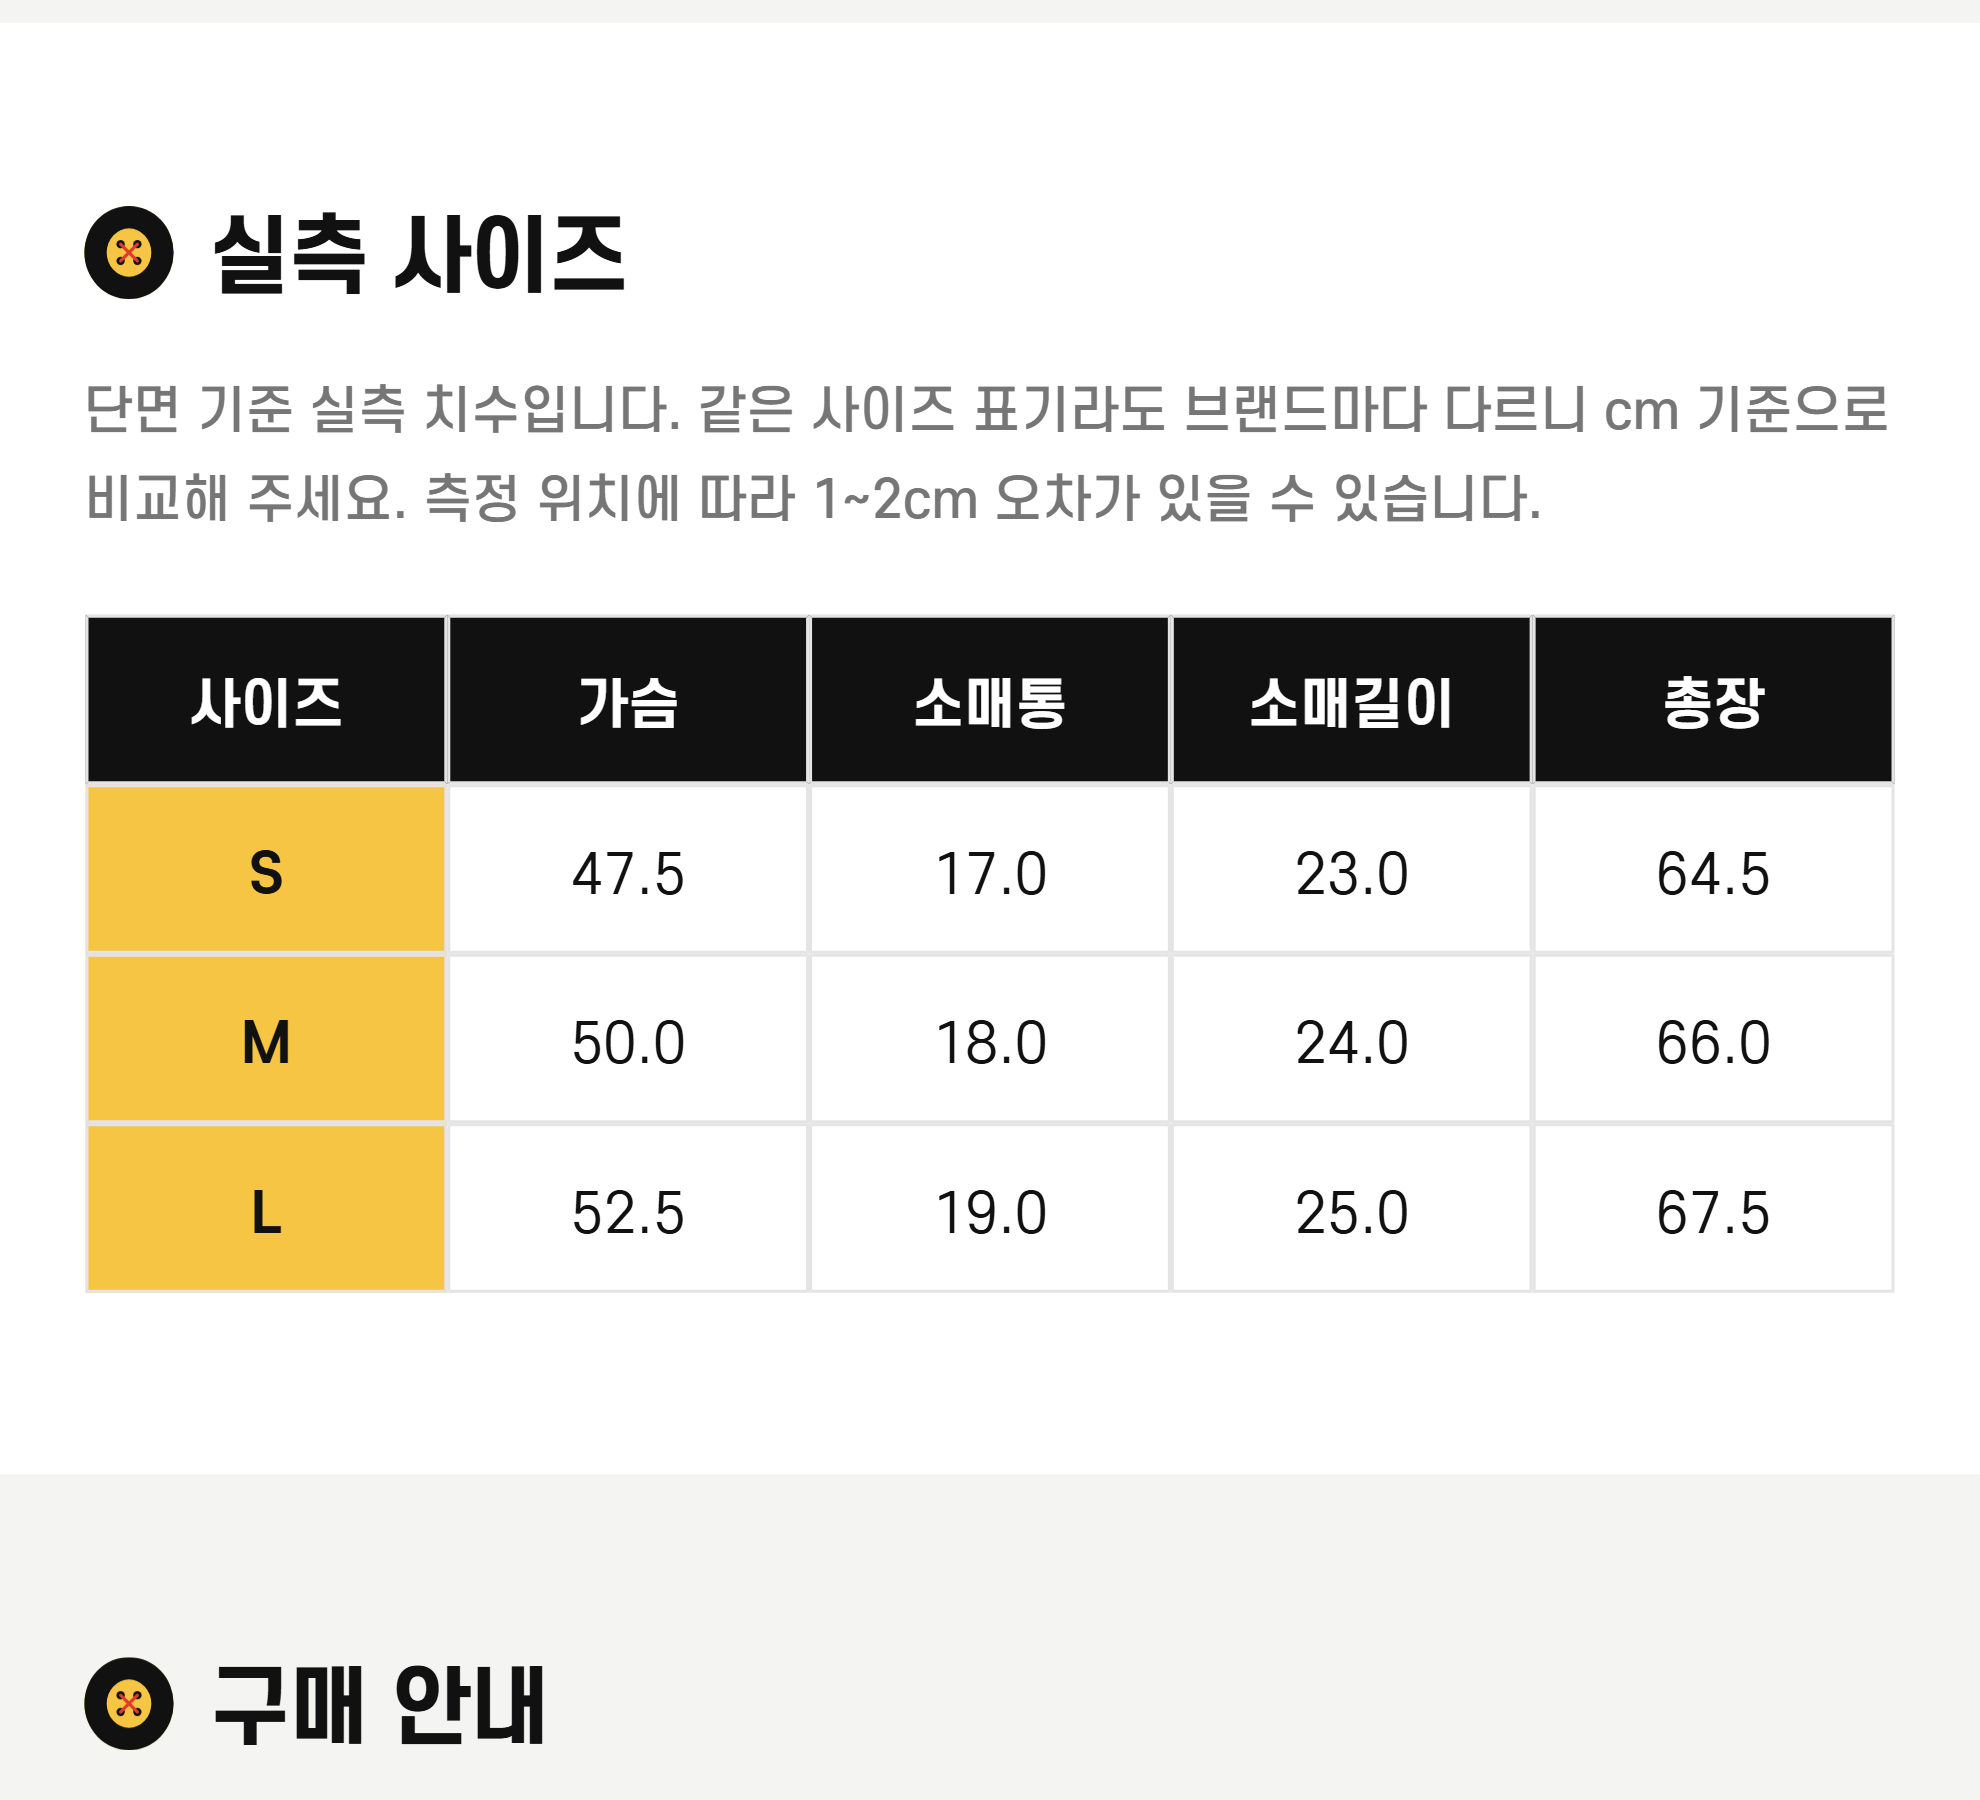 실측 사이즈
단면 기준 실측 치수입니다. 같은 사이즈 표기라도 브랜드마다 다르니 cm 기준으로
비교해 주세요. 측정 위치에 따라 1~2cm 오차가 있을 수 있습니다.
사이즈 가슴 소매통 소매길이 총장
S 47.5 17.0 23.0 64.5
M 50.0 18.0 24.0 66.0
L 52.5 19.0 25.0 67.5
구매 안내